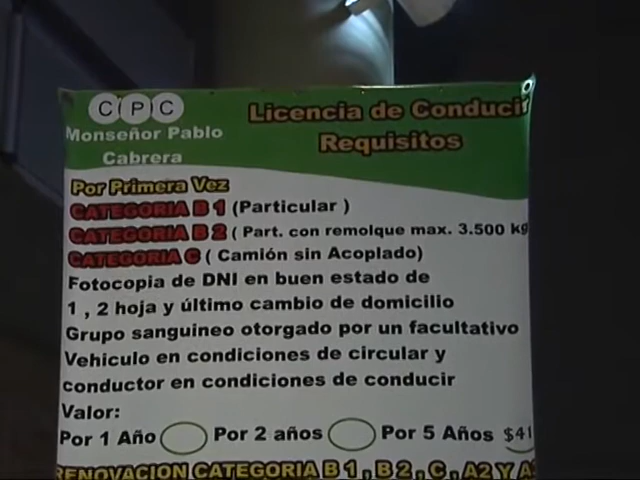 CPC
Monseñor Pablo
Cabrera
Licencia de Conducir
Requisitos
Por Primera Vez
CATEGORIA B 1 (Particular )
CATEGORIA B 2 ( Part. con remolque max. 3.500 kg
CATEGORIA C ( Camión sin Acoplado)
Fotocopia de DNI en buen estado de
1 , 2 hoja y último cambio de domicilio
Grupo sanguineo otorgado por un facultativo
Vehiculo en condiciones de circular y
conductor en condiciones de conducir
Valor:
Por 1 Año Por 2 años Por 5 Años
RENOVACION CATEGORIA B 1 , B 2 , C , A2 Y